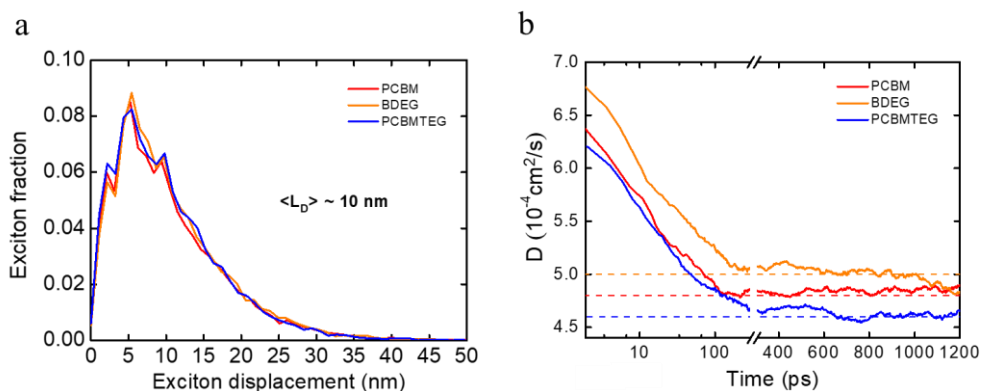 a
0.10
0.08
0.06
0.04
0.02
0.00
Exciton fraction
PCBM
BDEG
PCBMTEG
<L_D> ~ 10 nm
0 5 10 15 20 25 30 35 40 45 50
Exciton displacement (nm)
b
7.0
6.5
6.0
5.5
5.0
4.5
D (10⁻⁴cm²/s)
PCBM
BDEG
PCBMTEG
10 100 400 600 800 1000 1200
Time (ps)